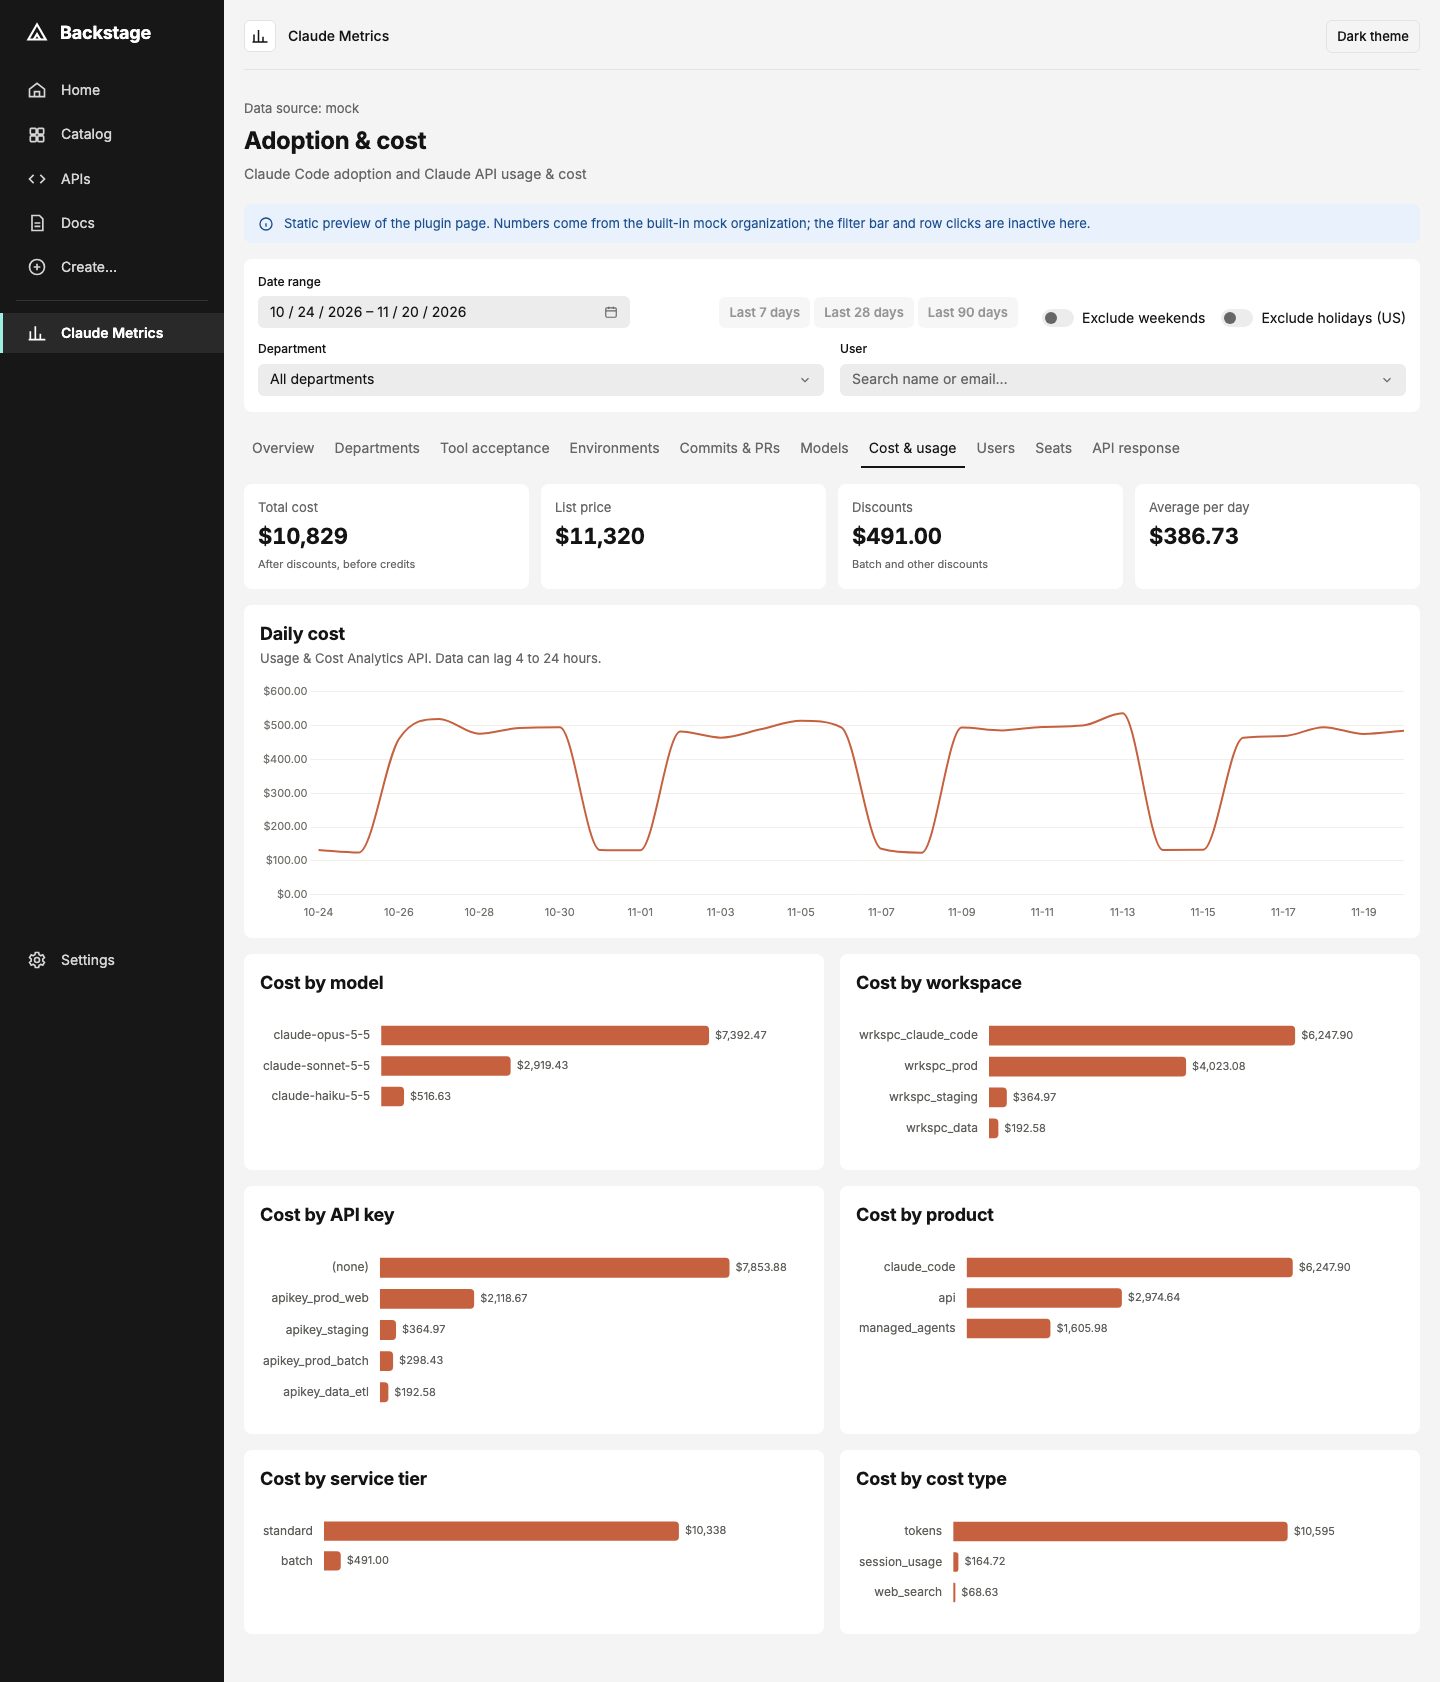 Backstage
Home
Catalog
APIs
Docs
Create...
Claude Metrics
Settings
Claude Metrics
Dark theme
Data source: mock
Adoption & cost
Claude Code adoption and Claude API usage & cost
Static preview of the plugin page. Numbers come from the built-in mock organization; the filter bar and row clicks are inactive here.
Date range
10 / 24 / 2026 – 11 / 20 / 2026
Last 7 days
Last 28 days
Last 90 days
Exclude weekends
Exclude holidays (US)
Department
All departments
User
Search name or email...
Overview Departments Tool acceptance Environments Commits & PRs Models Cost & usage Users Seats API response
Total cost
$10,829
After discounts, before credits
List price
$11,320
Discounts
$491.00
Batch and other discounts
Average per day
$386.73
Daily cost
Usage & Cost Analytics API. Data can lag 4 to 24 hours.
$600.00
$500.00
$400.00
$300.00
$200.00
$100.00
$0.00
10-24 10-26 10-28 10-30 11-01 11-03 11-05 11-07 11-09 11-11 11-13 11-15 11-17 11-19
Cost by model
claude-opus-5-5 $7,392.47
claude-sonnet-5-5 $2,919.43
claude-haiku-5-5 $516.63
Cost by workspace
wrkspc_claude_code $6,247.90
wrkspc_prod $4,023.08
wrkspc_staging $364.97
wrkspc_data $192.58
Cost by API key
(none) $7,853.88
apikey_prod_web $2,118.67
apikey_staging $364.97
apikey_prod_batch $298.43
apikey_data_etl $192.58
Cost by product
claude_code $6,247.90
api $2,974.64
managed_agents $1,605.98
Cost by service tier
standard $10,338
batch $491.00
Cost by cost type
tokens $10,595
session_usage $164.72
web_search $68.63